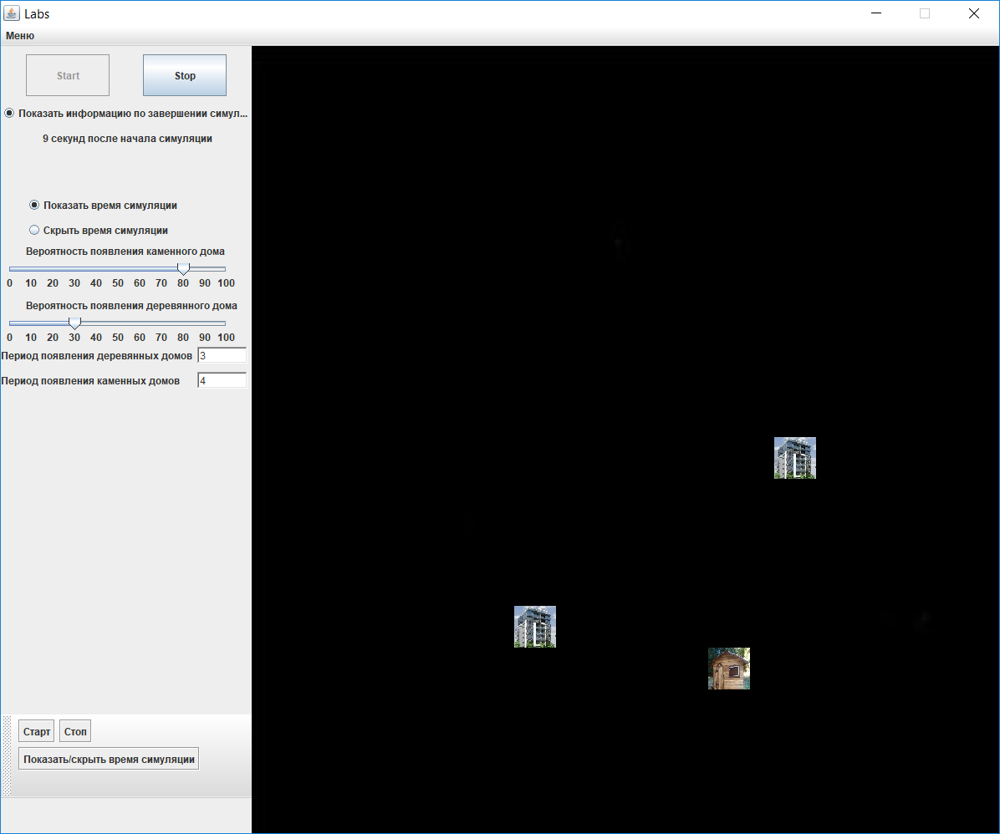 Labs
Меню
Start Stop
Показать информацию по завершении симул...
9 секунд после начала симуляции
Показать время симуляции
Скрыть время симуляции
Вероятность появления каменного дома
0 10 20 30 40 50 60 70 80 90 100
Вероятность появления деревянного дома
0 10 20 30 40 50 60 70 80 90 100
Период появления деревянных домов 3
Период появления каменных домов 4
Старт Стоп
Показать/скрыть время симуляции